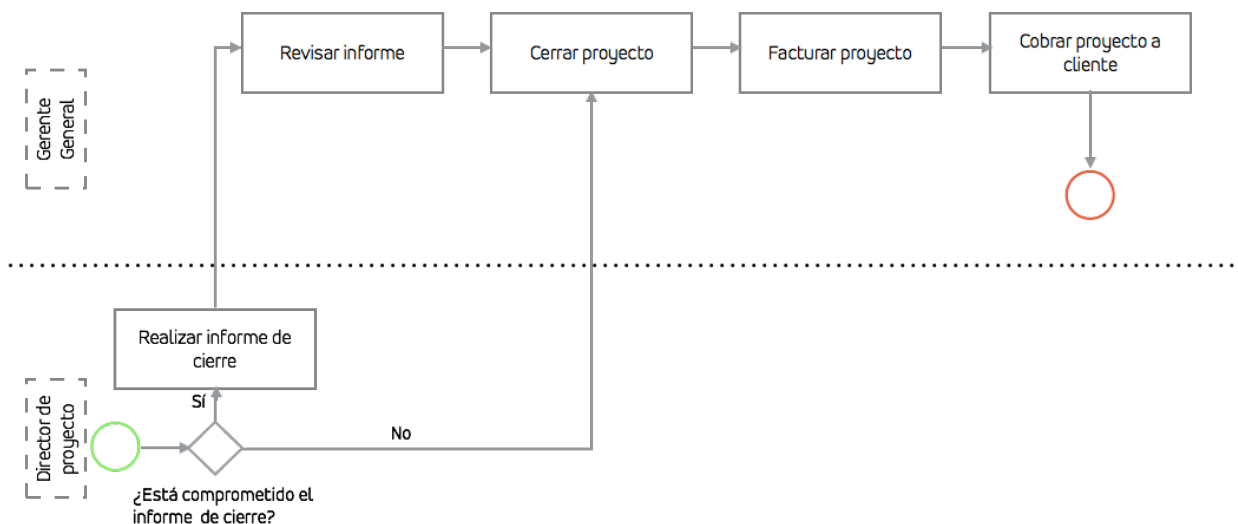 Gerente
General
Revisar informe
Cerrar proyecto
Facturar proyecto
Cobrar proyecto a
cliente
Director de
proyecto
Realizar informe de
cierre
Sí
No
¿Está comprometido el
informe de cierre?